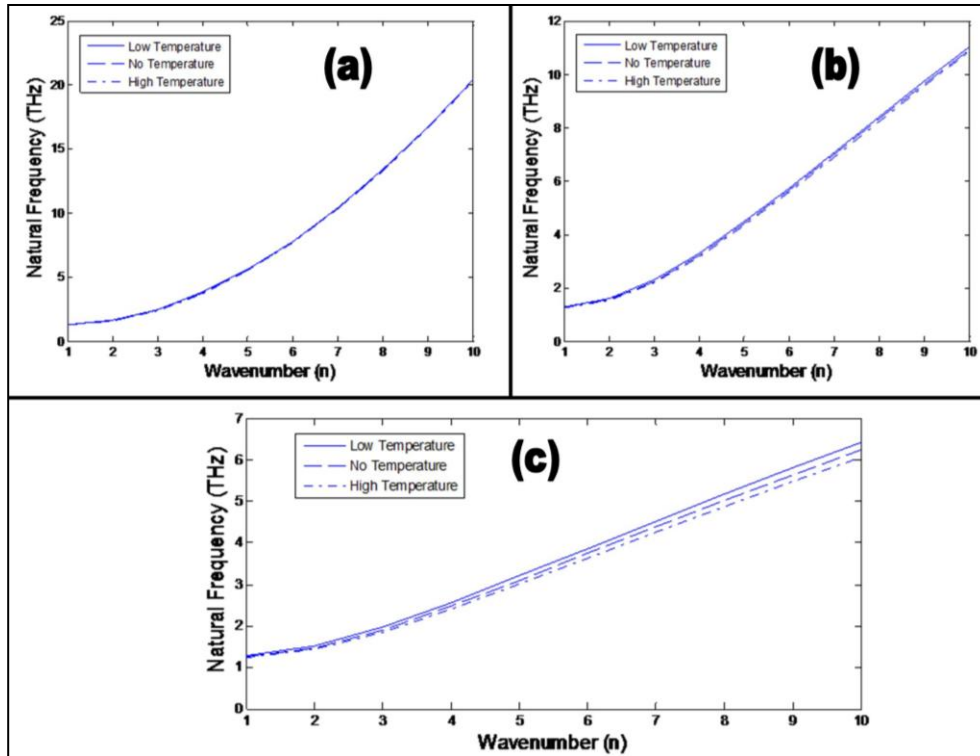 25
20
15
10
5
0
Natural Frequency (THz)
Low Temperature
No Temperature
High Temperature
(a)
1 2 3 4 5 6 7 8 9 10
Wavenumber (n)
12
10
8
6
4
2
0
Natural Frequency (THz)
Low Temperature
No Temperature
High Temperature
(b)
1 2 3 4 5 6 7 8 9 10
Wavenumber (n)
7
6
5
4
3
2
1
0
Natural Frequency (THz)
Low Temperature
No Temperature
High Temperature
(c)
1 2 3 4 5 6 7 8 9 10
Wavenumber (n)